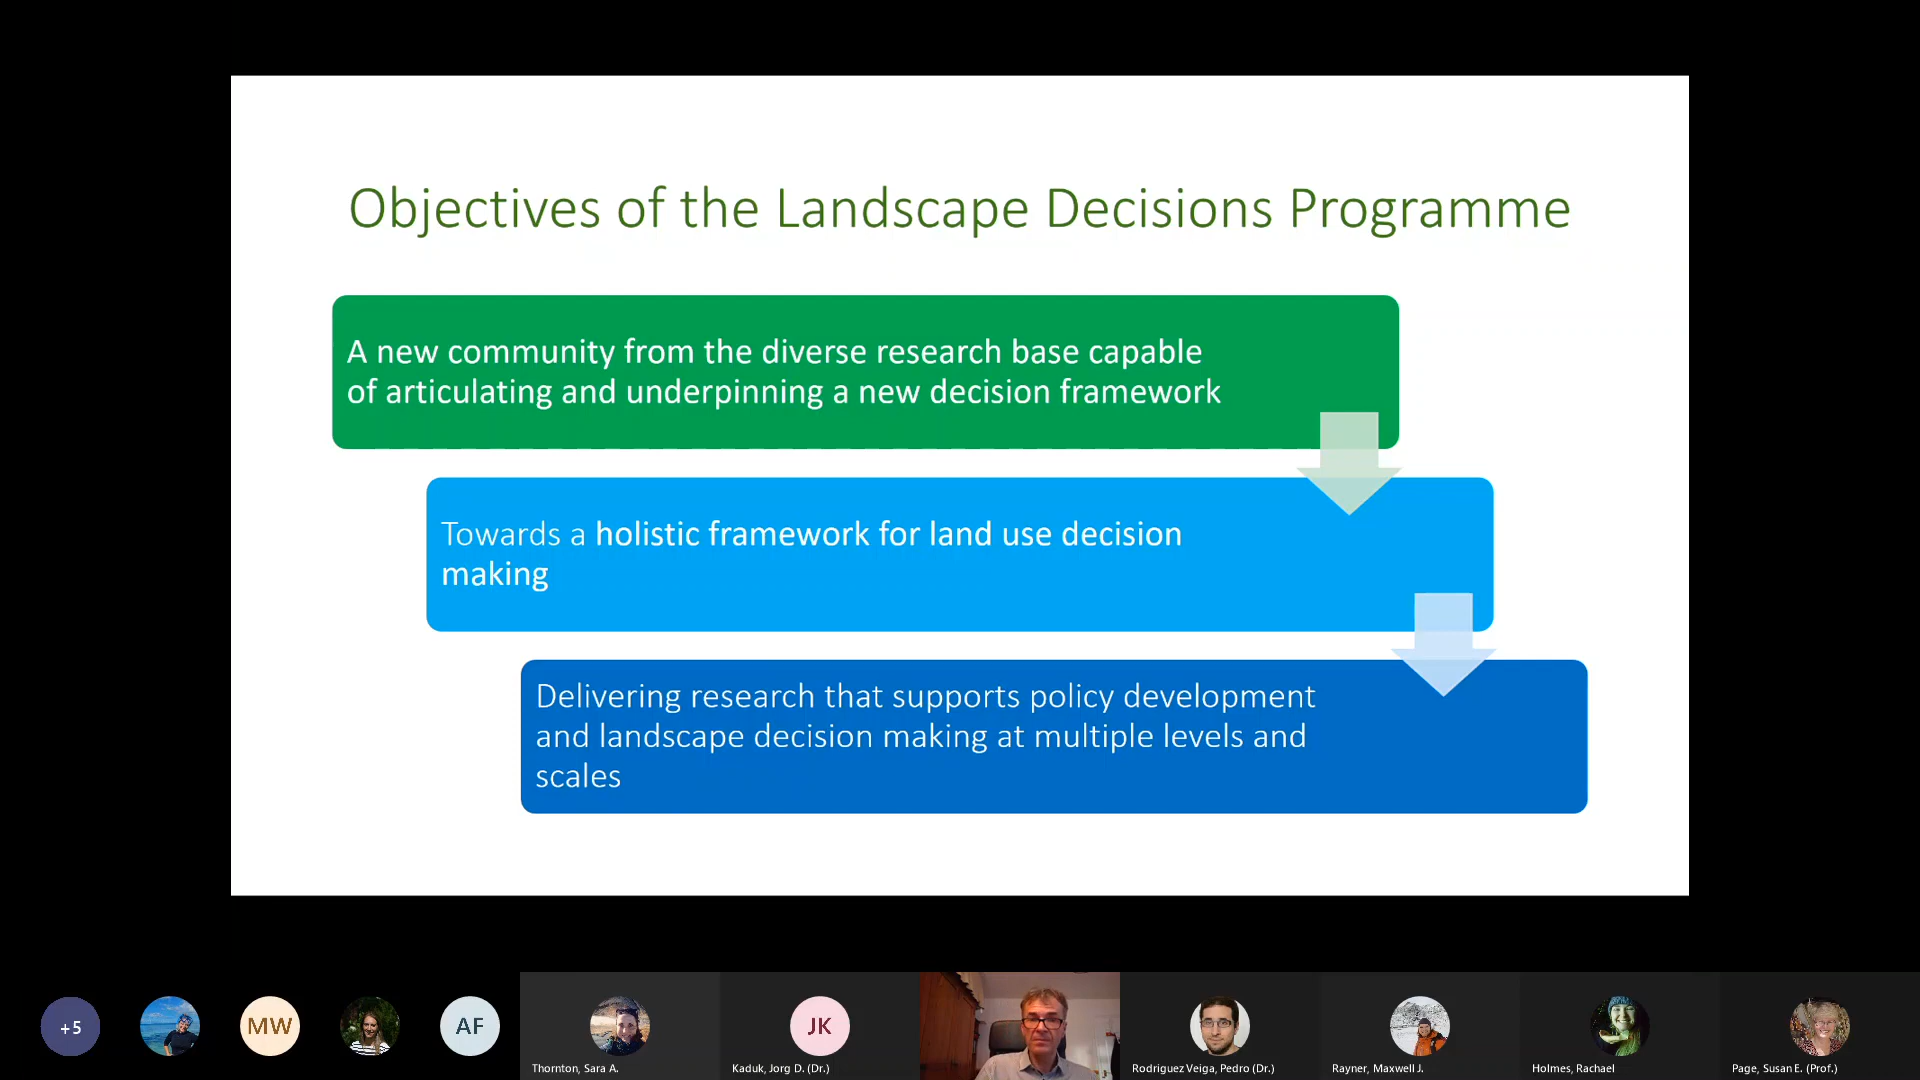 Objectives of the Landscape Decisions Programme
A new community from the diverse research base capable
of articulating and underpinning a new decision framework
Towards a holistic framework for land use decision
making
Delivering research that supports policy development
and landscape decision making at multiple levels and
scales
+5
MW
AF
JK
Thornton, Sara A.
Kaduk, Jorg D. (Dr.)
Rodriguez Veiga, Pedro (Dr.)
Rayner, Maxwell J.
Holmes, Rachael
Page, Susan E. (Prof.)